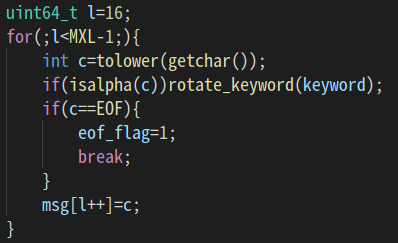 uint64_t l=16;
for(;l<MXL-1;){
    int c=tolower(getchar());
    if(isalpha(c))rotate_keyword(keyword);
    if(c==EOF){
        eof_flag=1;
        break;
    }
    msg[l++]=c;
}